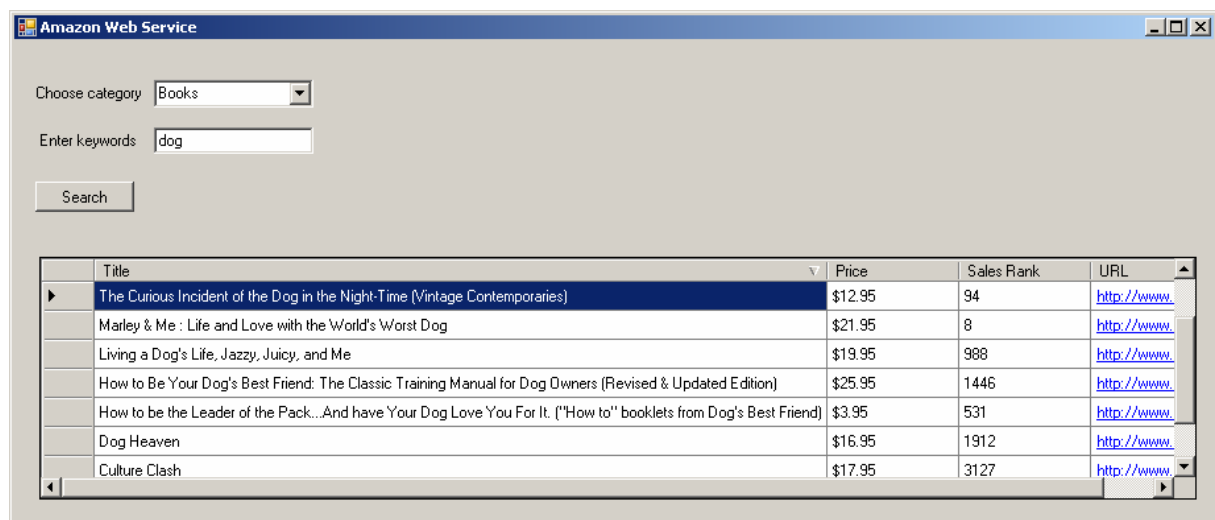 Amazon Web Service
Choose category Books
Enter keywords dog
Search
Title Price Sales Rank URL
The Curious Incident of the Dog in the Night-Time (Vintage Contemporaries) $12.95 94 http://www.
Marley & Me : Life and Love with the World's Worst Dog $21.95 8 http://www.
Living a Dog's Life, Jazzy, Juicy, and Me $19.95 988 http://www.
How to Be Your Dog's Best Friend: The Classic Training Manual for Dog Owners (Revised & Updated Edition) $25.95 1446 http://www.
How to be the Leader of the Pack...And have Your Dog Love You For It. ("How to" booklets from Dog's Best Friend) $3.95 531 http://www.
Dog Heaven $16.95 1912 http://www.
Culture Clash $17.95 3127 http://www.